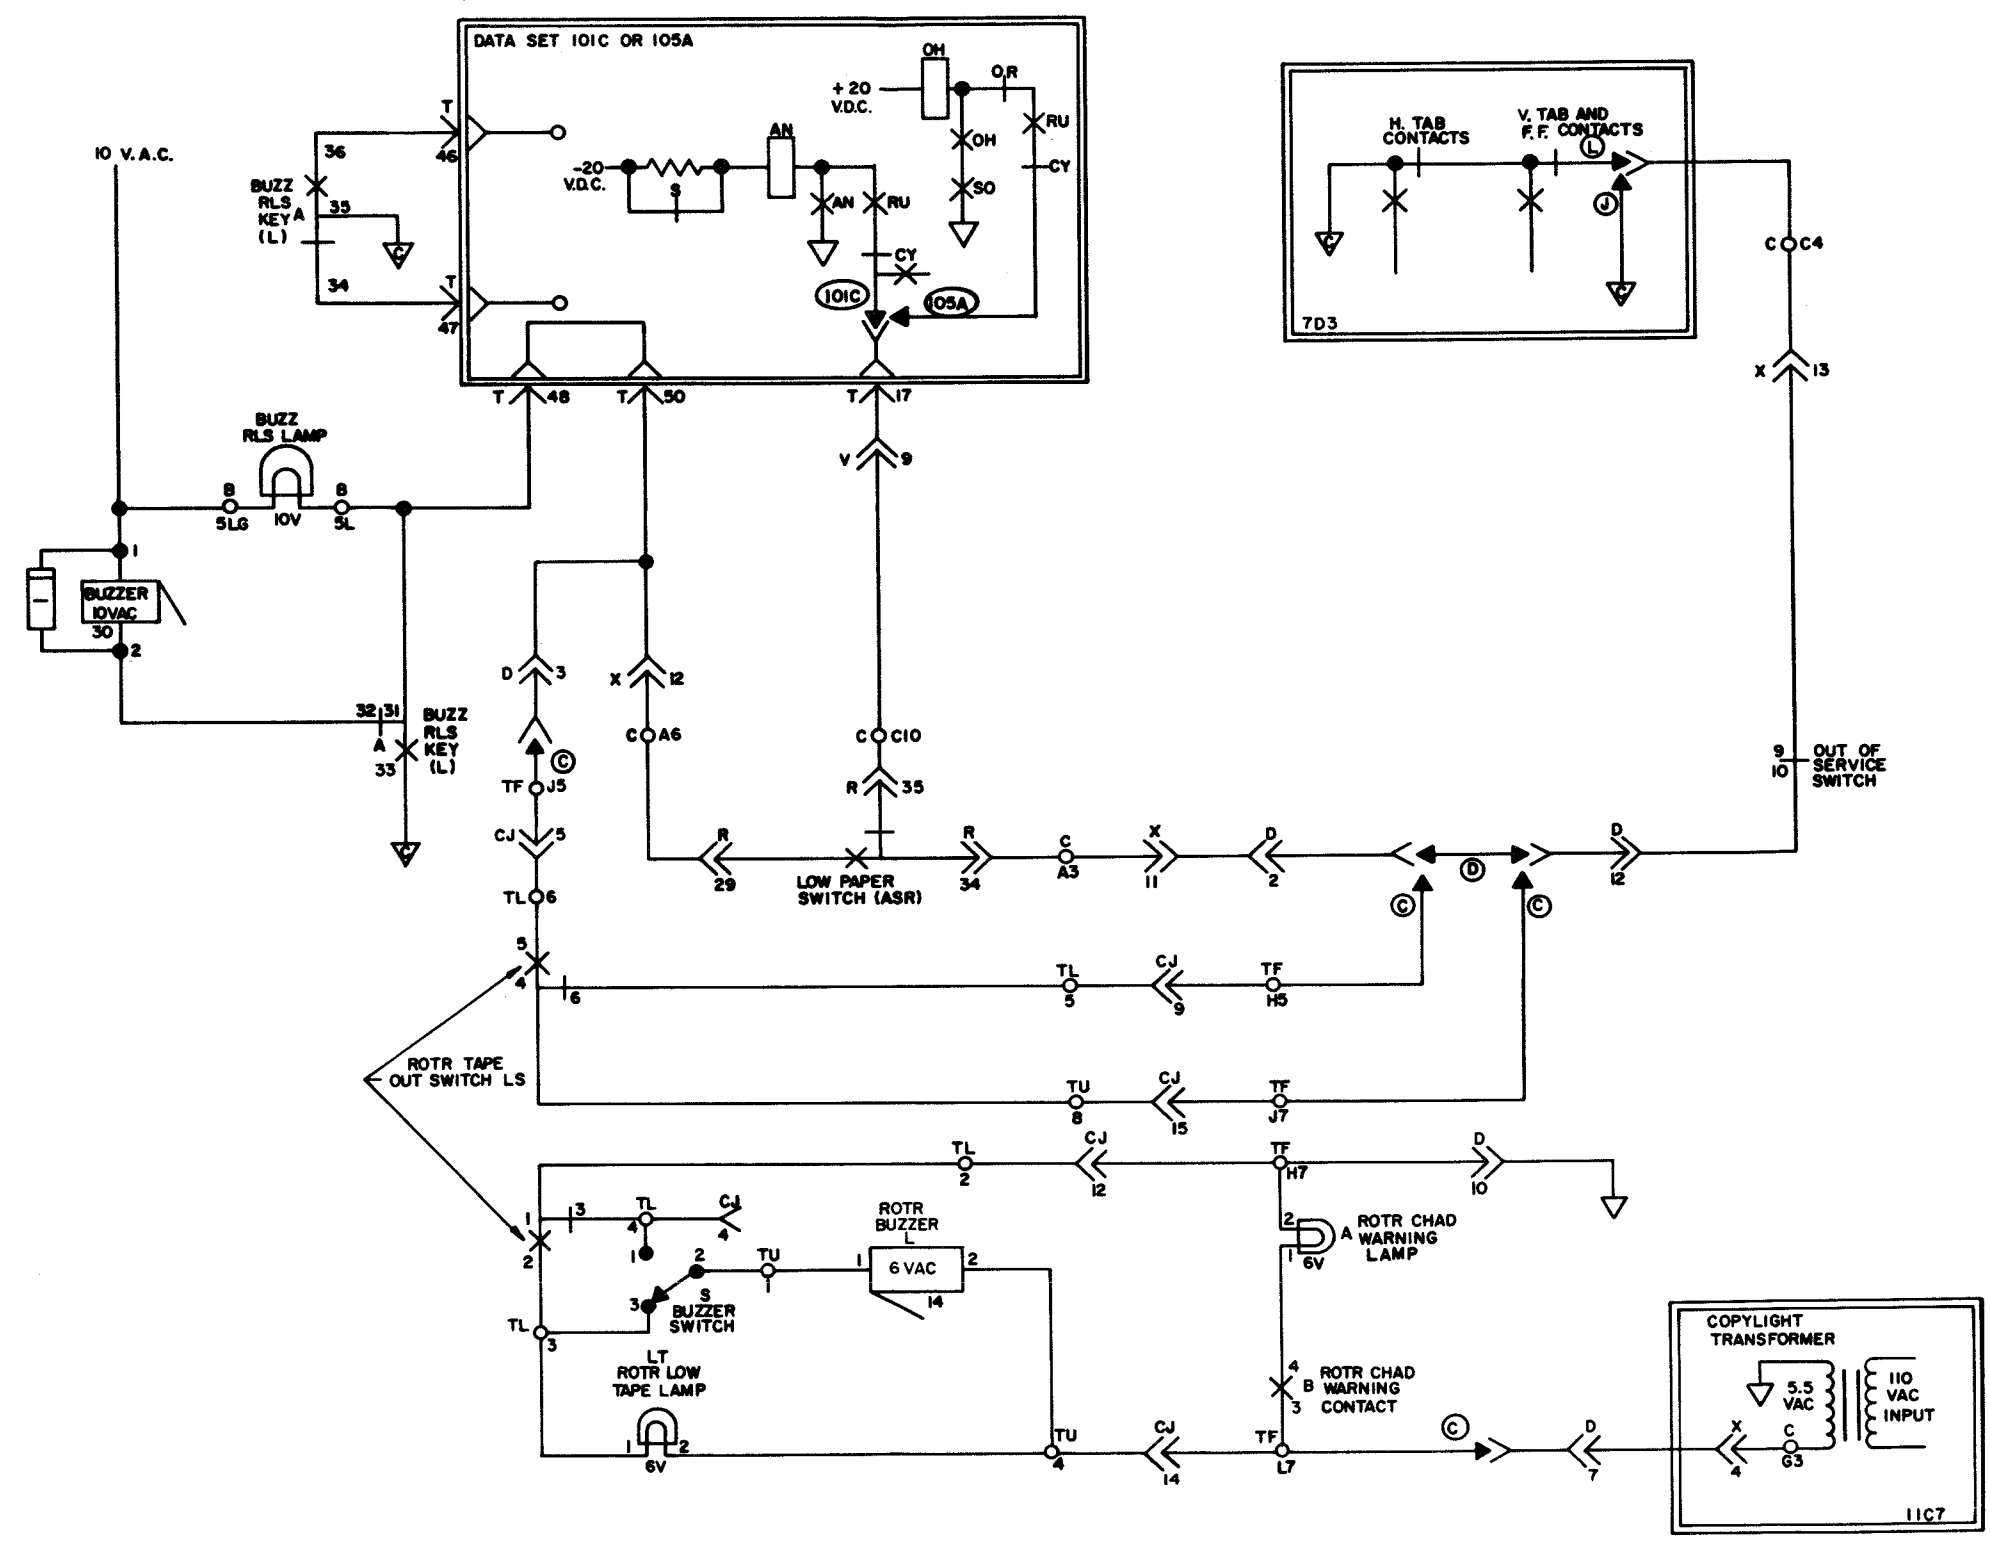 DATA SET 101C OR 105A
OH
+ 20
V.D.C.
OR
RU
OH
CY
SO
AN
-20
V.D.C.
S
AN
RU
CY
101C
105A
T
46
36
BUZZ
RLS
KEY A
(L)
35
C
34
T
47
10 V.A.C.
T 48
T 50
T 17
V 9
H. TAB
CONTACTS
V. TAB AND
F.F. CONTACTS
L
J
C
C
7D3
C C4
X 13
BUZZ
RLS LAMP
B
5LG
10V
B
5L
1
BUZZER
10VAC
30
2
32 31
A
33
BUZZ
RLS
KEY
(L)
C
D 3
X 12
C
TF J5
C A6
C C10
R 35
CJ 5
TL 6
R
29
LOW PAPER
SWITCH (ASR)
R
34
C
A3
X
11
D
2
D
C
C
D
12
9
10
OUT OF
SERVICE
SWITCH
5
4
6
TL
5
CJ
9
TF
H5
ROTR TAPE
OUT SWITCH LS
TU
8
CJ
15
TF
J7
TL
2
CJ
12
TF
H7
D
10
1
3
2
TL
4
CJ
4
1
2
3
S
BUZZER
SWITCH
TU
1
ROTR
BUZZER
L
1
6 VAC
2
14
2
1
6V
A
ROTR CHAD
WARNING
LAMP
TL
3
LT
ROTR LOW
TAPE LAMP
1
2
6V
TU
4
CJ
14
4
B
3
ROTR CHAD
WARNING
CONTACT
TF
L7
C
D
7
COPYLIGHT
TRANSFORMER
5.5
VAC
110
VAC
INPUT
X
4
C
G3
11C7